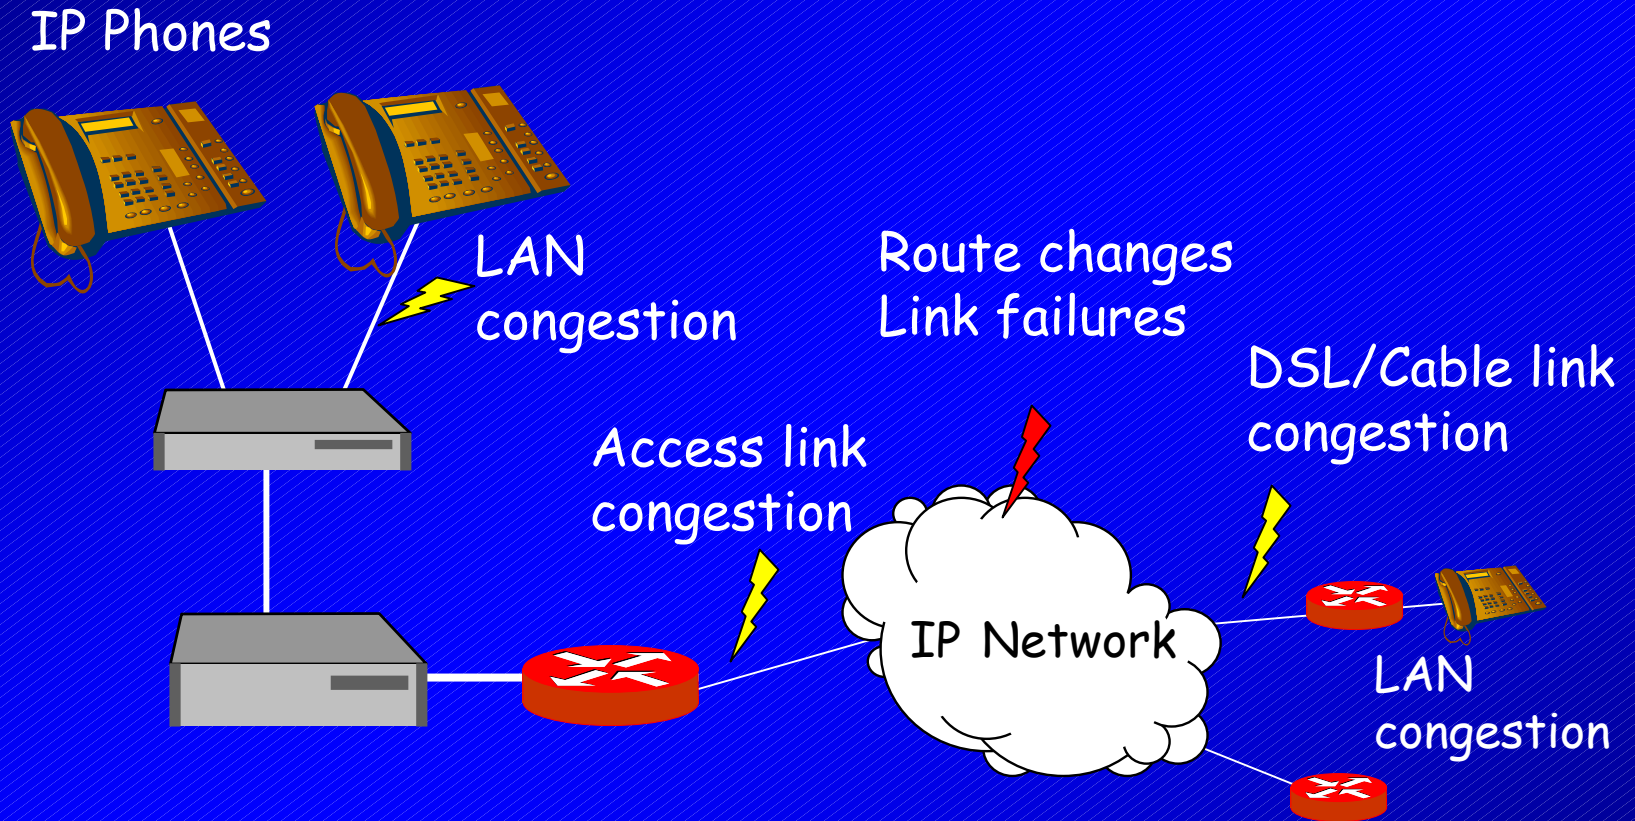 IP Phones
LAN
congestion
Route changes
Link failures
DSL/Cable link
congestion
Access link
congestion
IP Network
LAN
congestion